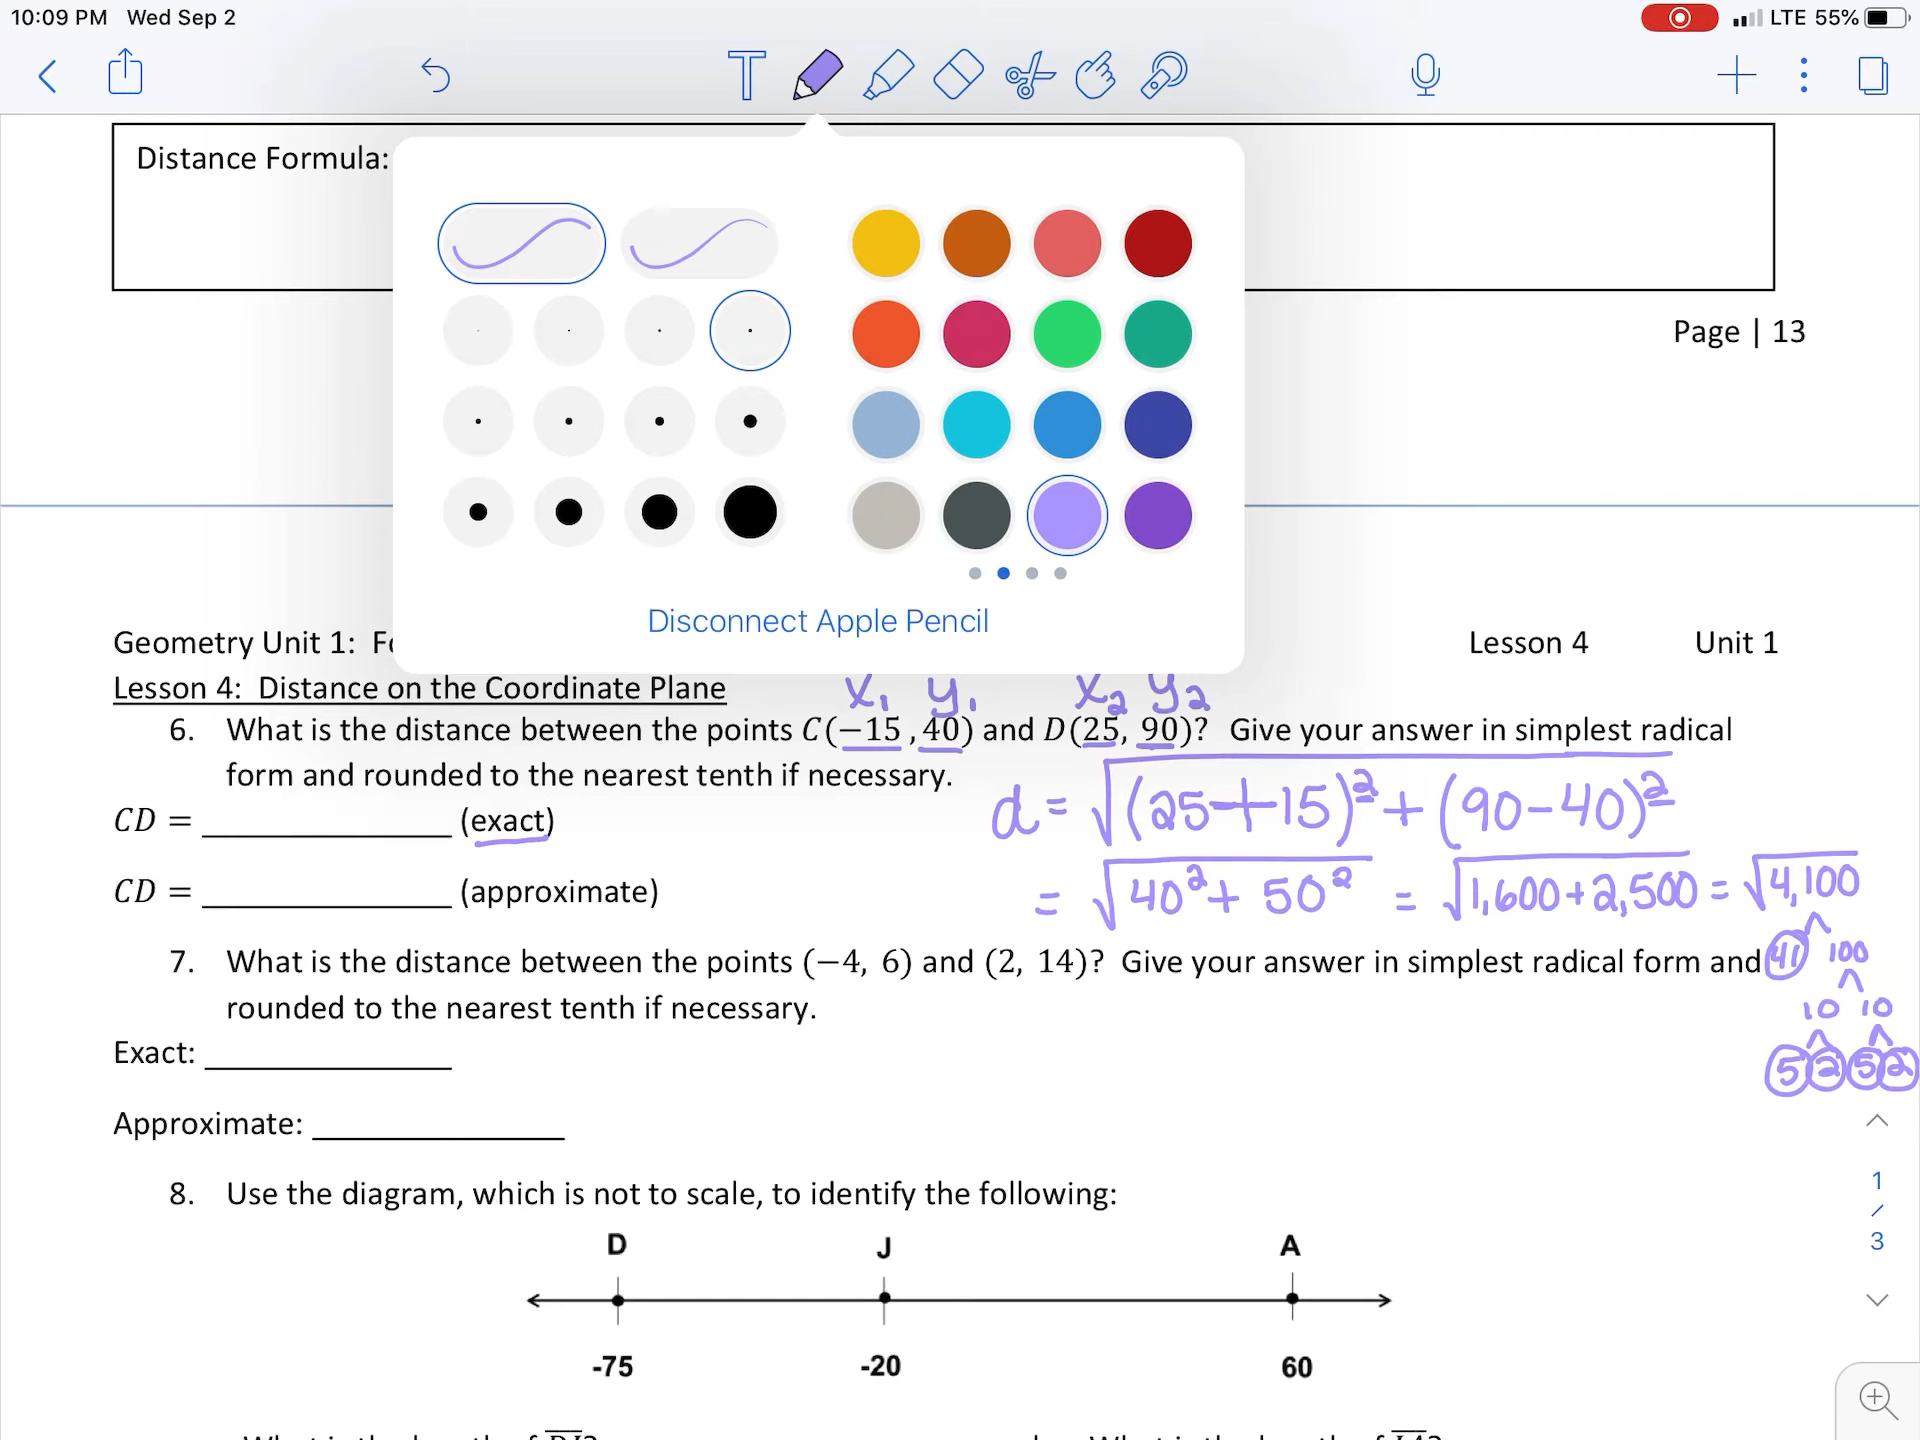 10:09 PM Wed Sep 2
LTE 55%
Distance Formula:
Page | 13
Disconnect Apple Pencil
Geometry Unit 1:
Lesson 4 Unit 1
Lesson 4: Distance on the Coordinate Plane
x₁ y₁ x₂ y₂
6. What is the distance between the points C(−15 ,40) and D(25, 90)? Give your answer in simplest radical
form and rounded to the nearest tenth if necessary.
d = √(25+15)² + (90−40)²
CD = ____________ (exact)
= √40² + 50² = √1,600+2,500 = √4,100
CD = ____________ (approximate)
41 100
7. What is the distance between the points (−4, 6) and (2, 14)? Give your answer in simplest radical form and
10 10
rounded to the nearest tenth if necessary.
5 2 5 2
Exact: ____________
Approximate: ____________
1
/
3
8. Use the diagram, which is not to scale, to identify the following:
D J A
-75 -20 60